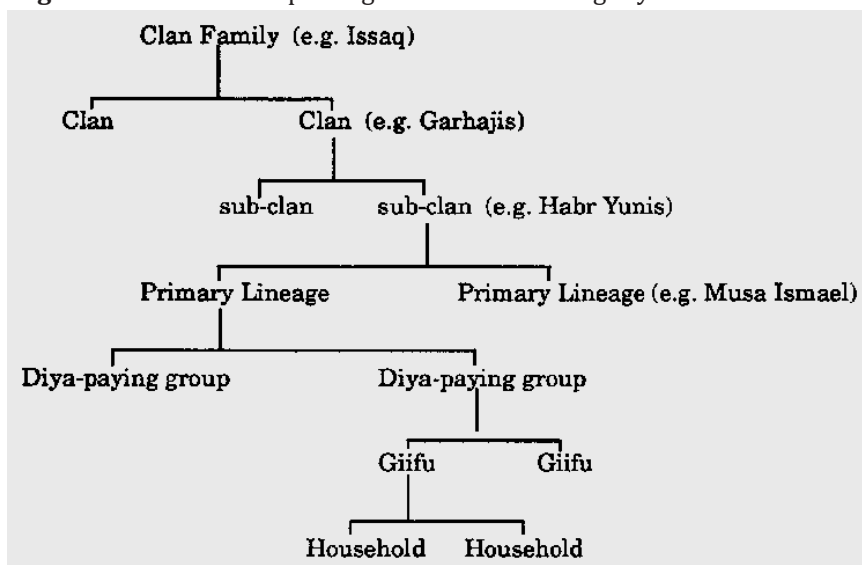 Clan Family (e.g. Issaq)
Clan Clan (e.g. Garhajis)
sub-clan sub-clan (e.g. Habr Yunis)
Primary Lineage Primary Lineage (e.g. Musa Ismael)
Diya-paying group Diya-paying group
Giifu Giifu
Household Household